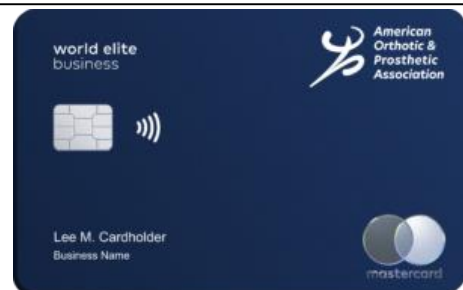 world elite
business
American
Orthotic &
Prosthetic
Association
Lee M. Cardholder
Business Name
mastercard